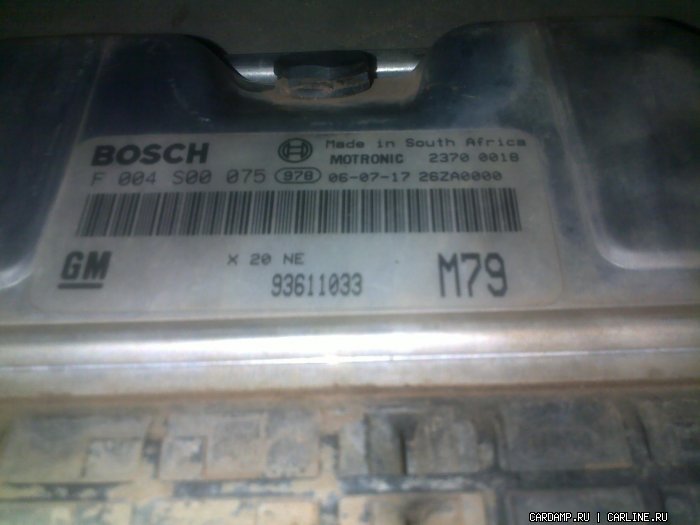 BOSCH Made in South Africa
MOTRONIC 2370 0018
F 004 S00 075 978 06-07-17 26ZA0000
GM X 20 NE
93611033 M79
CARDAMP.RU | CARLINE.RU